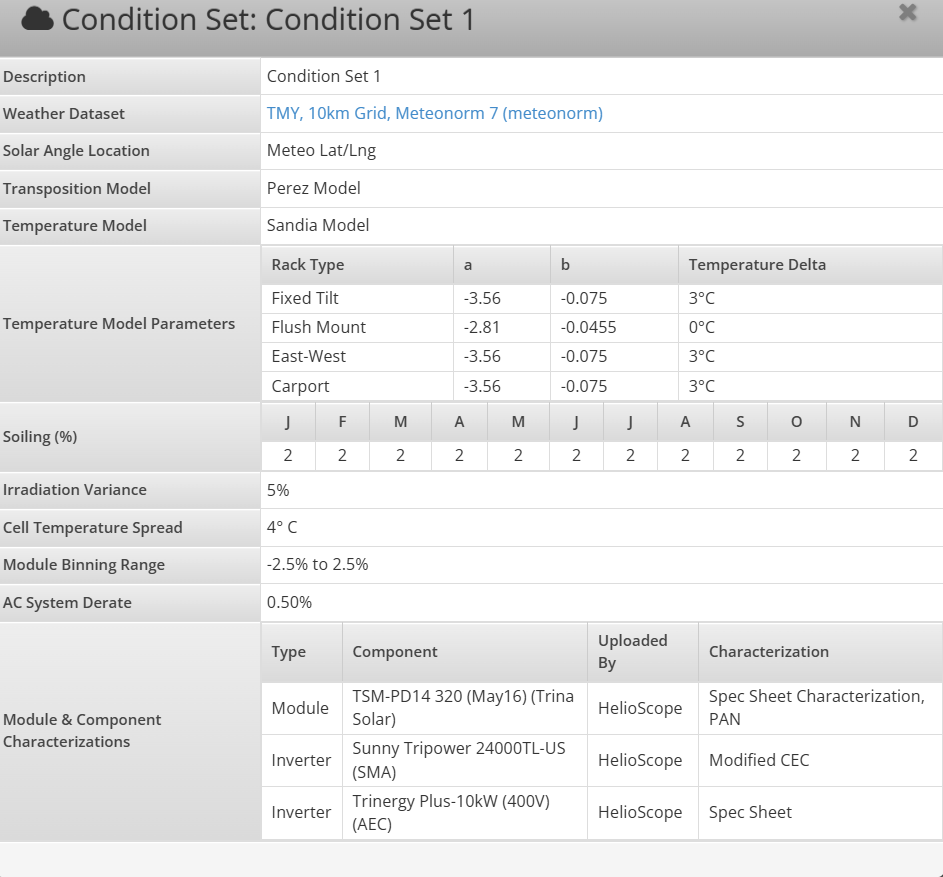 Condition Set: Condition Set 1
Description Condition Set 1
Weather Dataset TMY, 10km Grid, Meteonorm 7 (meteonorm)
Solar Angle Location Meteo Lat/Lng
Transposition Model Perez Model
Temperature Model Sandia Model
Temperature Model Parameters
Rack Type a b Temperature Delta
Fixed Tilt -3.56 -0.075 3°C
Flush Mount -2.81 -0.0455 0°C
East-West -3.56 -0.075 3°C
Carport -3.56 -0.075 3°C
Soiling (%)
J F M A M J J A S O N D
2 2 2 2 2 2 2 2 2 2 2 2
Irradiation Variance 5%
Cell Temperature Spread 4° C
Module Binning Range -2.5% to 2.5%
AC System Derate 0.50%
Module & Component
Characterizations
Type Component Uploaded
By Characterization
Module TSM-PD14 320 (May16) (Trina
Solar) HelioScope Spec Sheet Characterization,
PAN
Inverter Sunny Tripower 24000TL-US
(SMA) HelioScope Modified CEC
Inverter Trinergy Plus-10kW (400V)
(AEC) HelioScope Spec Sheet